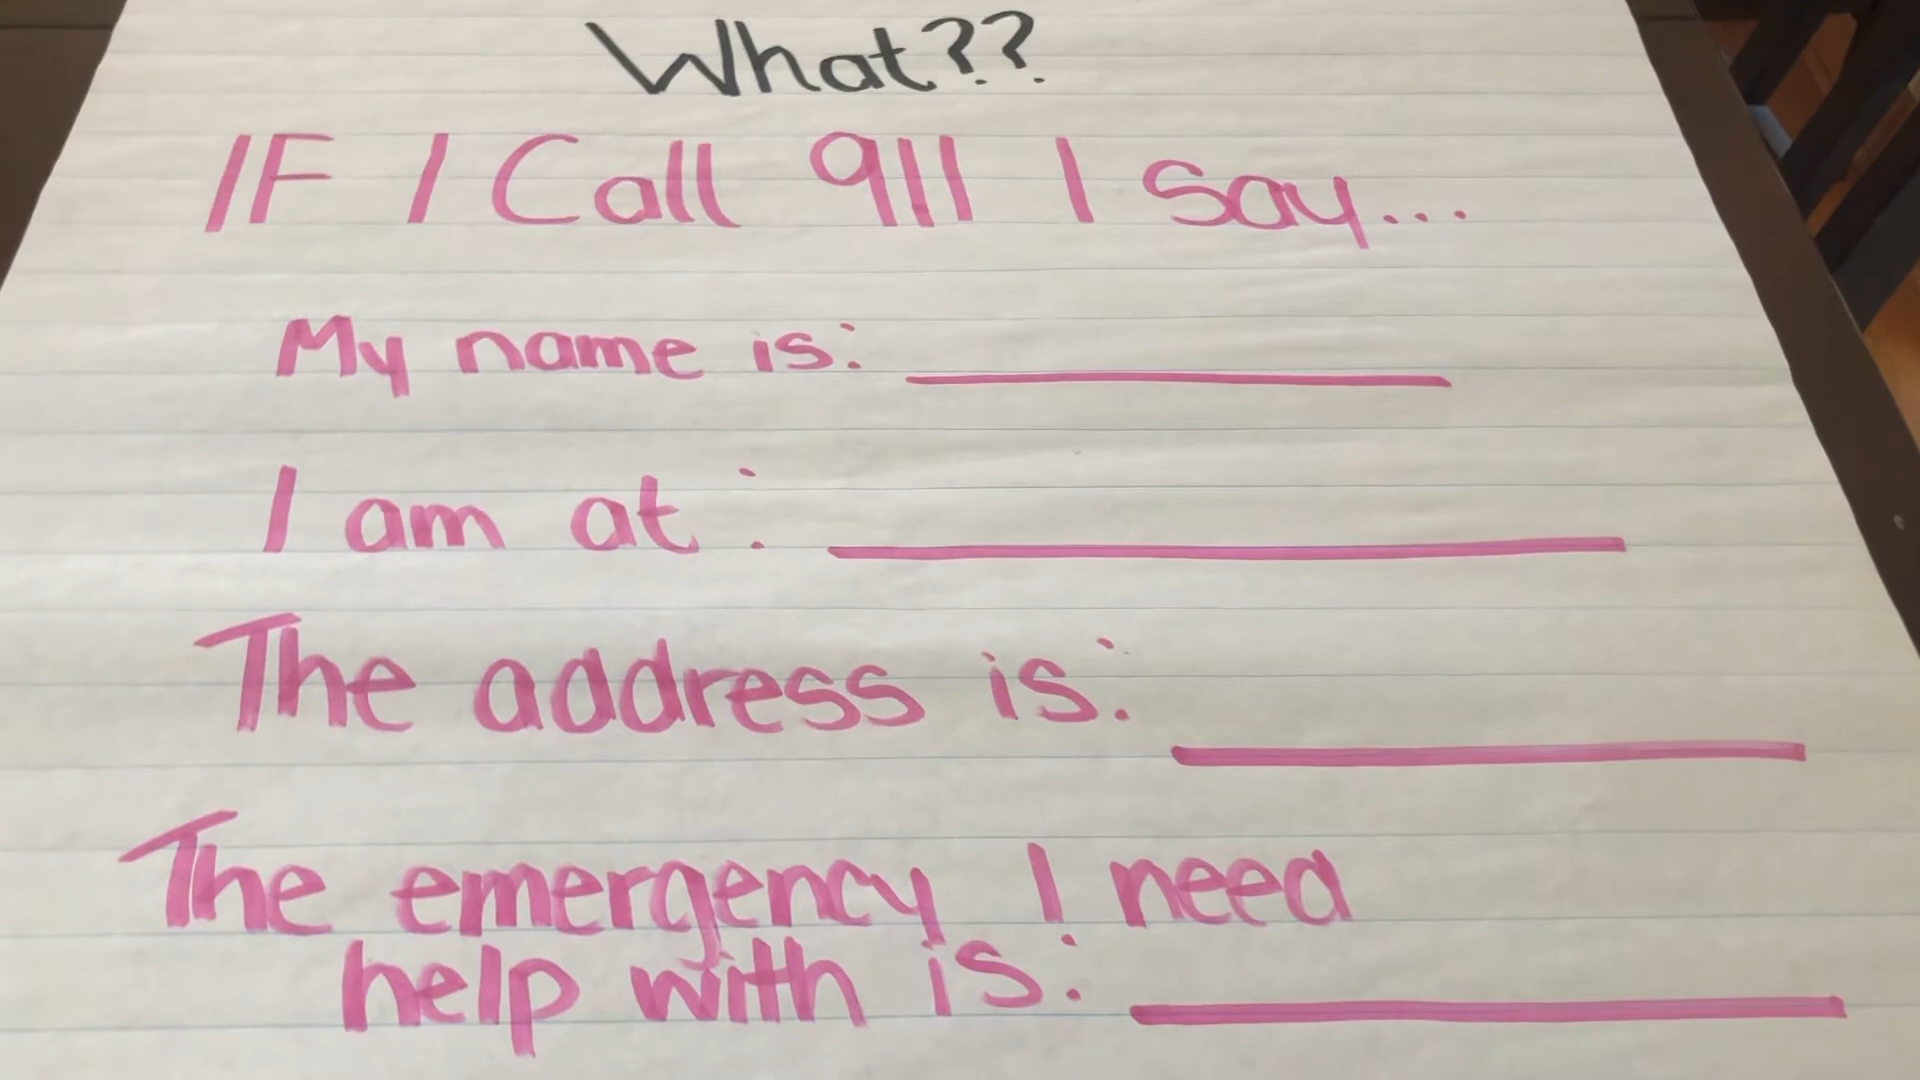 What??
IF I Call 911 I say...
My name is: 
I am at : 
The address is: 
The emergency I need
help with is: